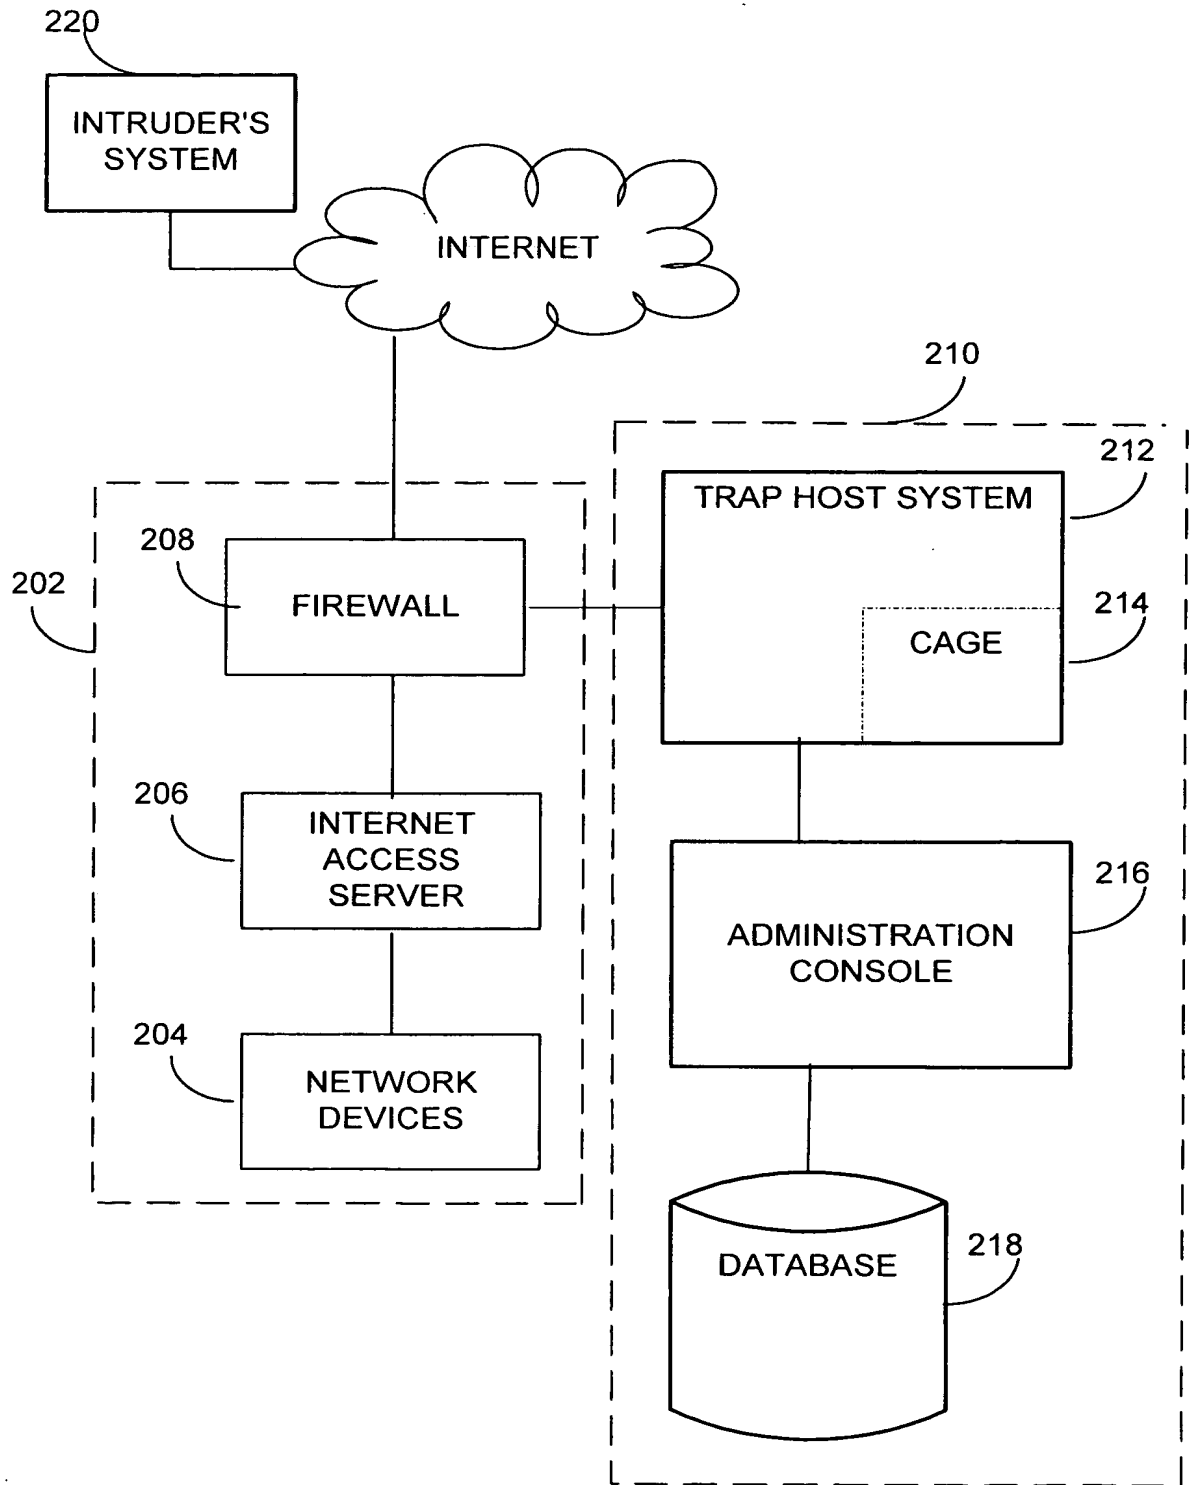 220
INTRUDER'S
SYSTEM
INTERNET
210
212
TRAP HOST SYSTEM
208
FIREWALL
202
214
CAGE
206
INTERNET
ACCESS
SERVER
216
ADMINISTRATION
CONSOLE
204
NETWORK
DEVICES
218
DATABASE